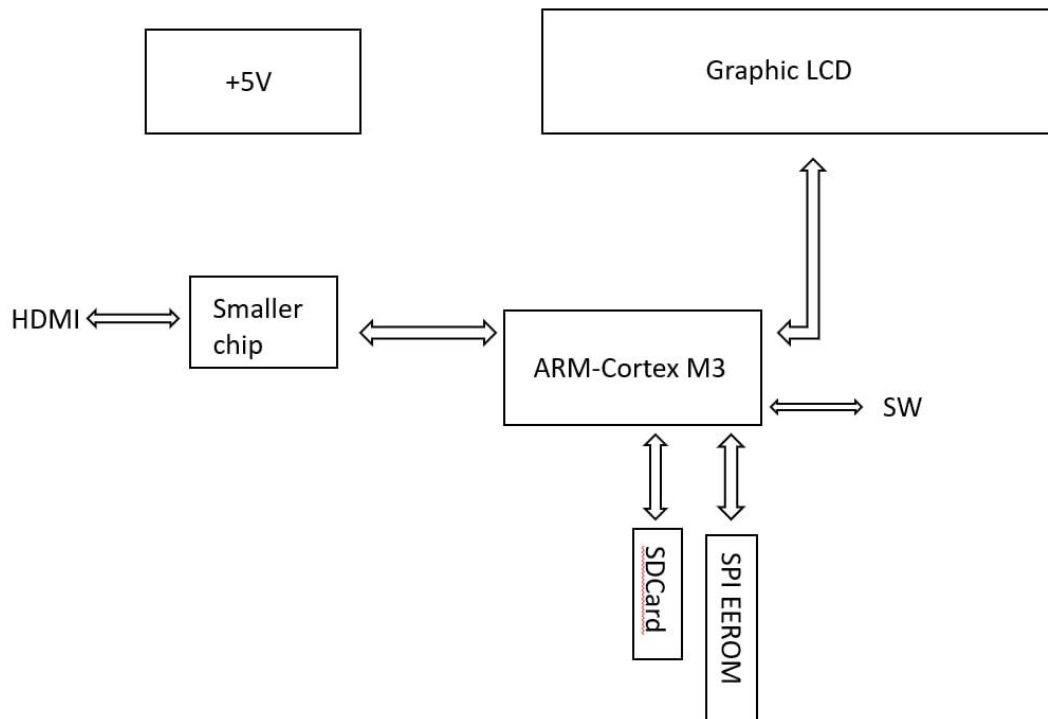 +5V
Graphic LCD
HDMI
Smaller
chip
ARM-Cortex M3
SW
SDCard
SPI EEROM